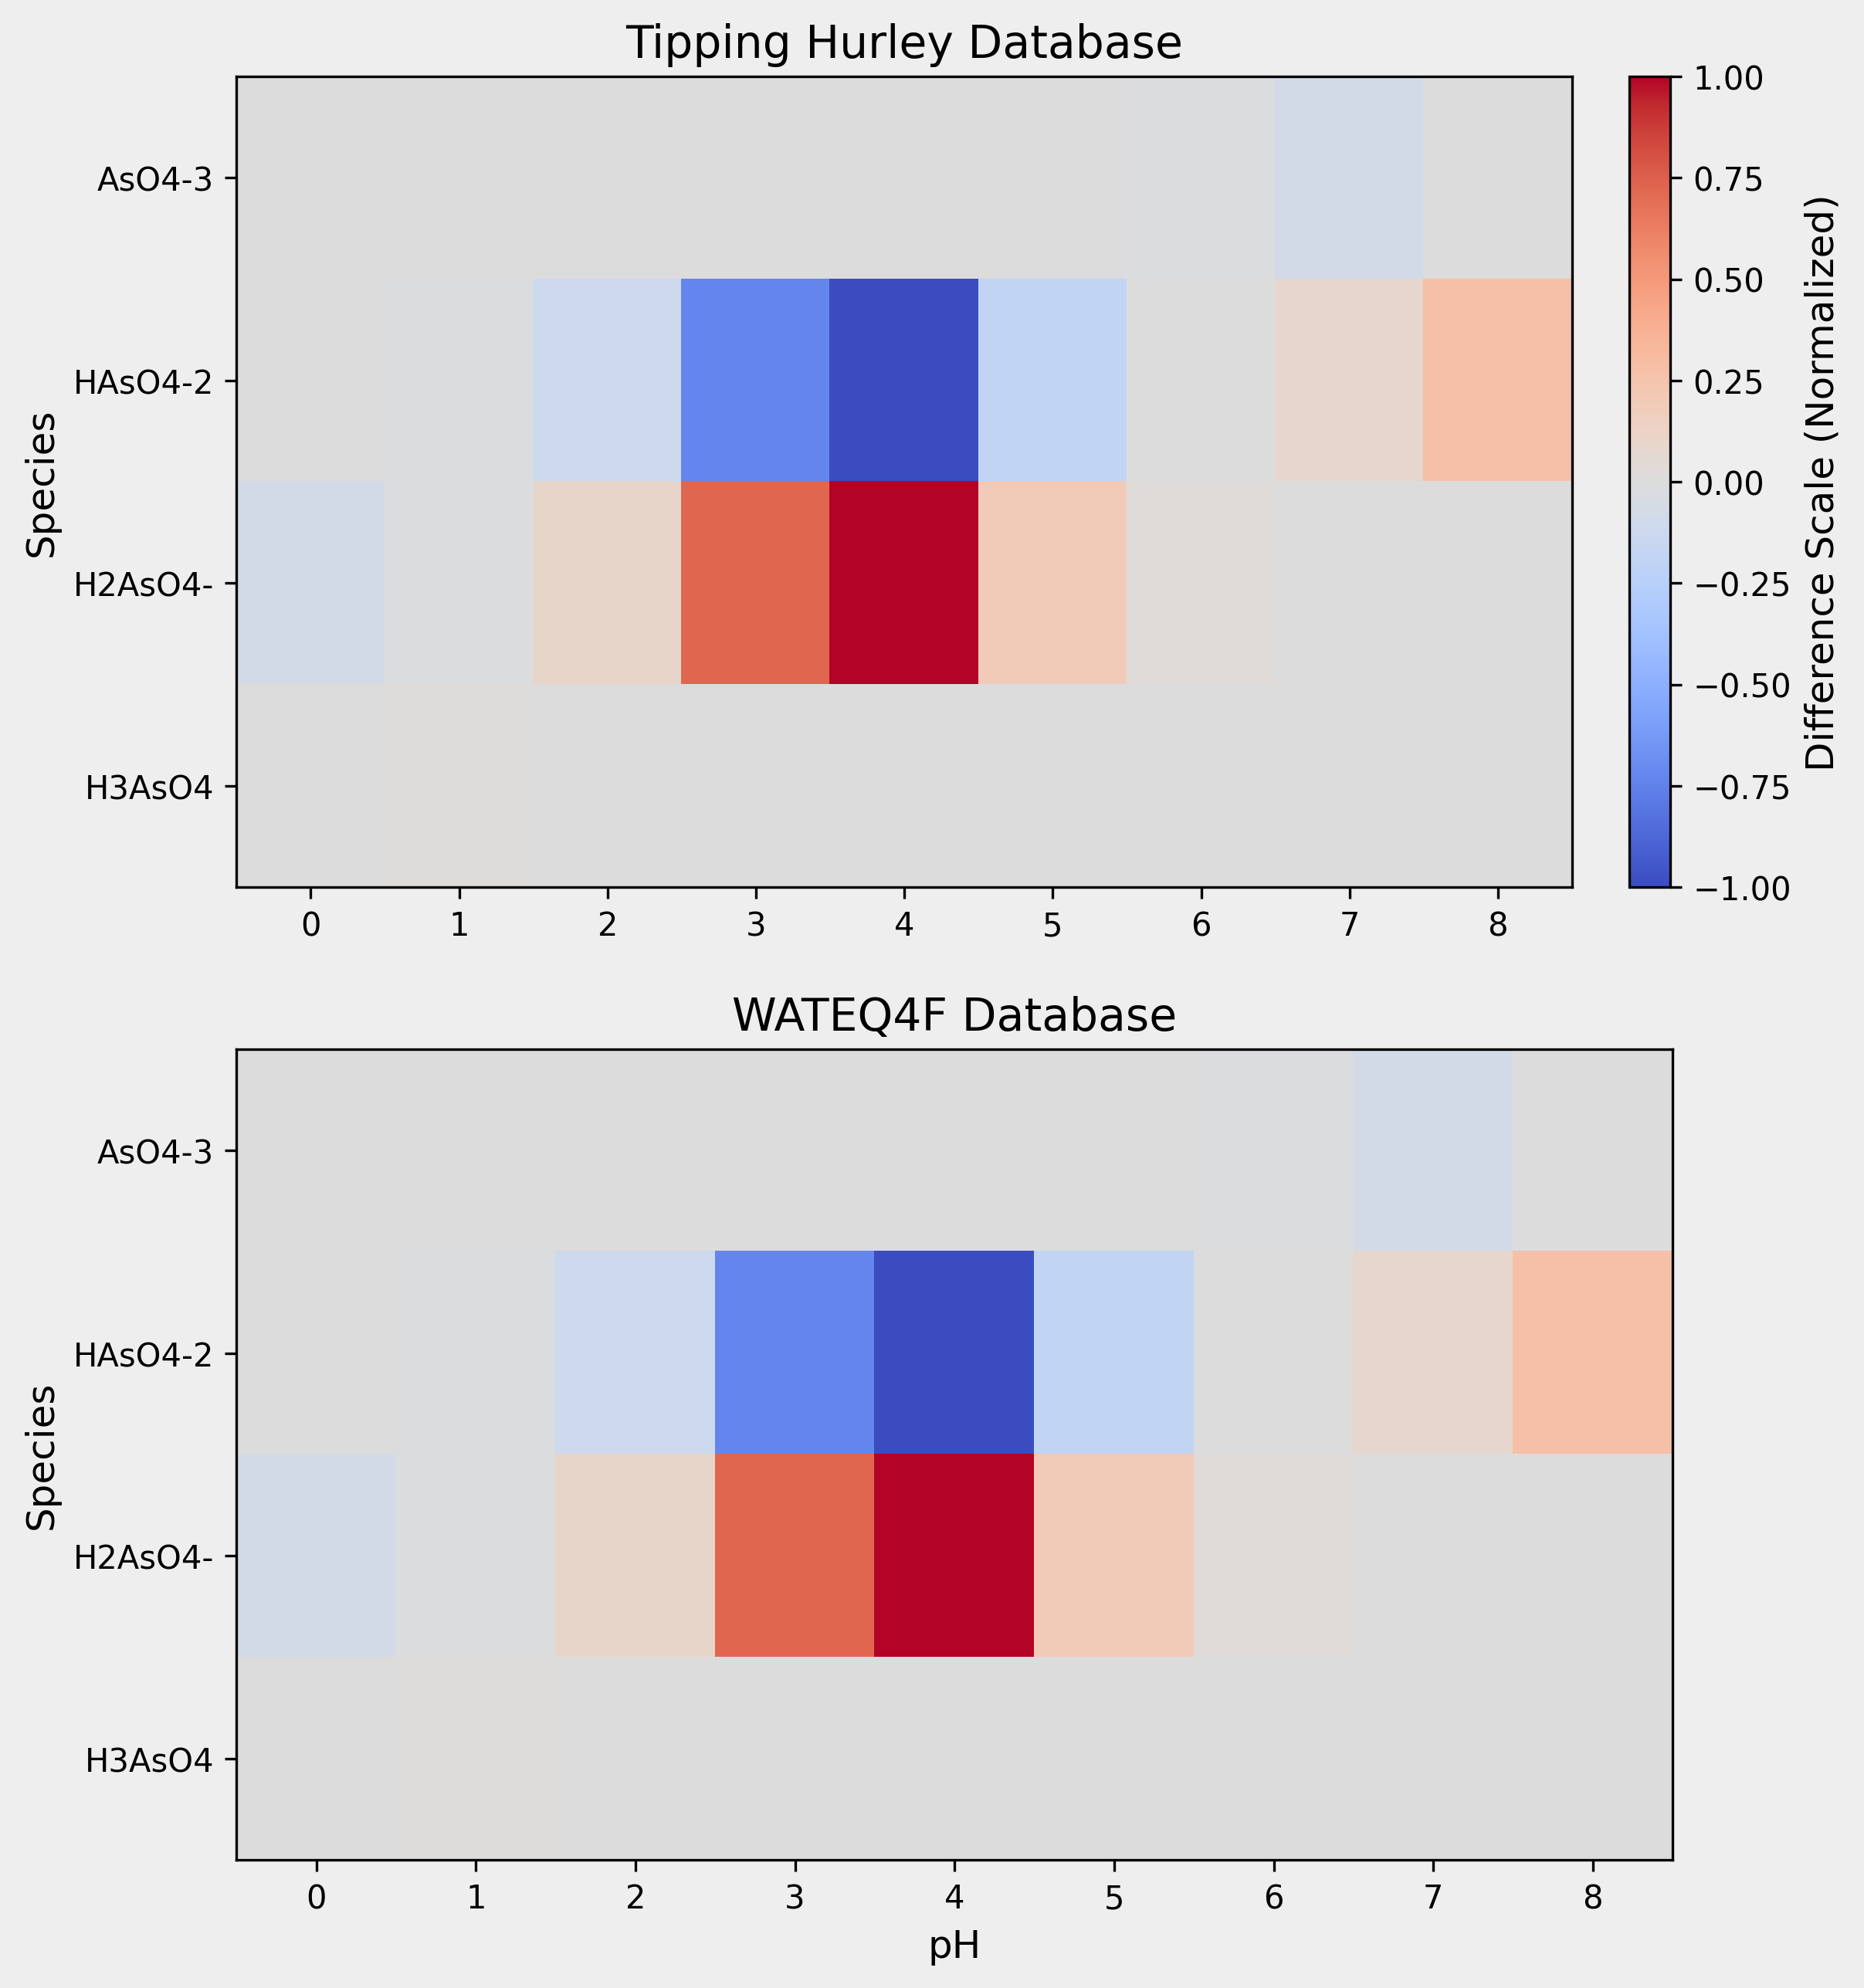 Tipping Hurley Database
Species
AsO4-3
HAsO4-2
H2AsO4-
H3AsO4
0 1 2 3 4 5 6 7 8
1.00
0.75
0.50
0.25
0.00
−0.25
−0.50
−0.75
−1.00
Difference Scale (Normalized)
WATEQ4F Database
Species
AsO4-3
HAsO4-2
H2AsO4-
H3AsO4
0 1 2 3 4 5 6 7 8
pH